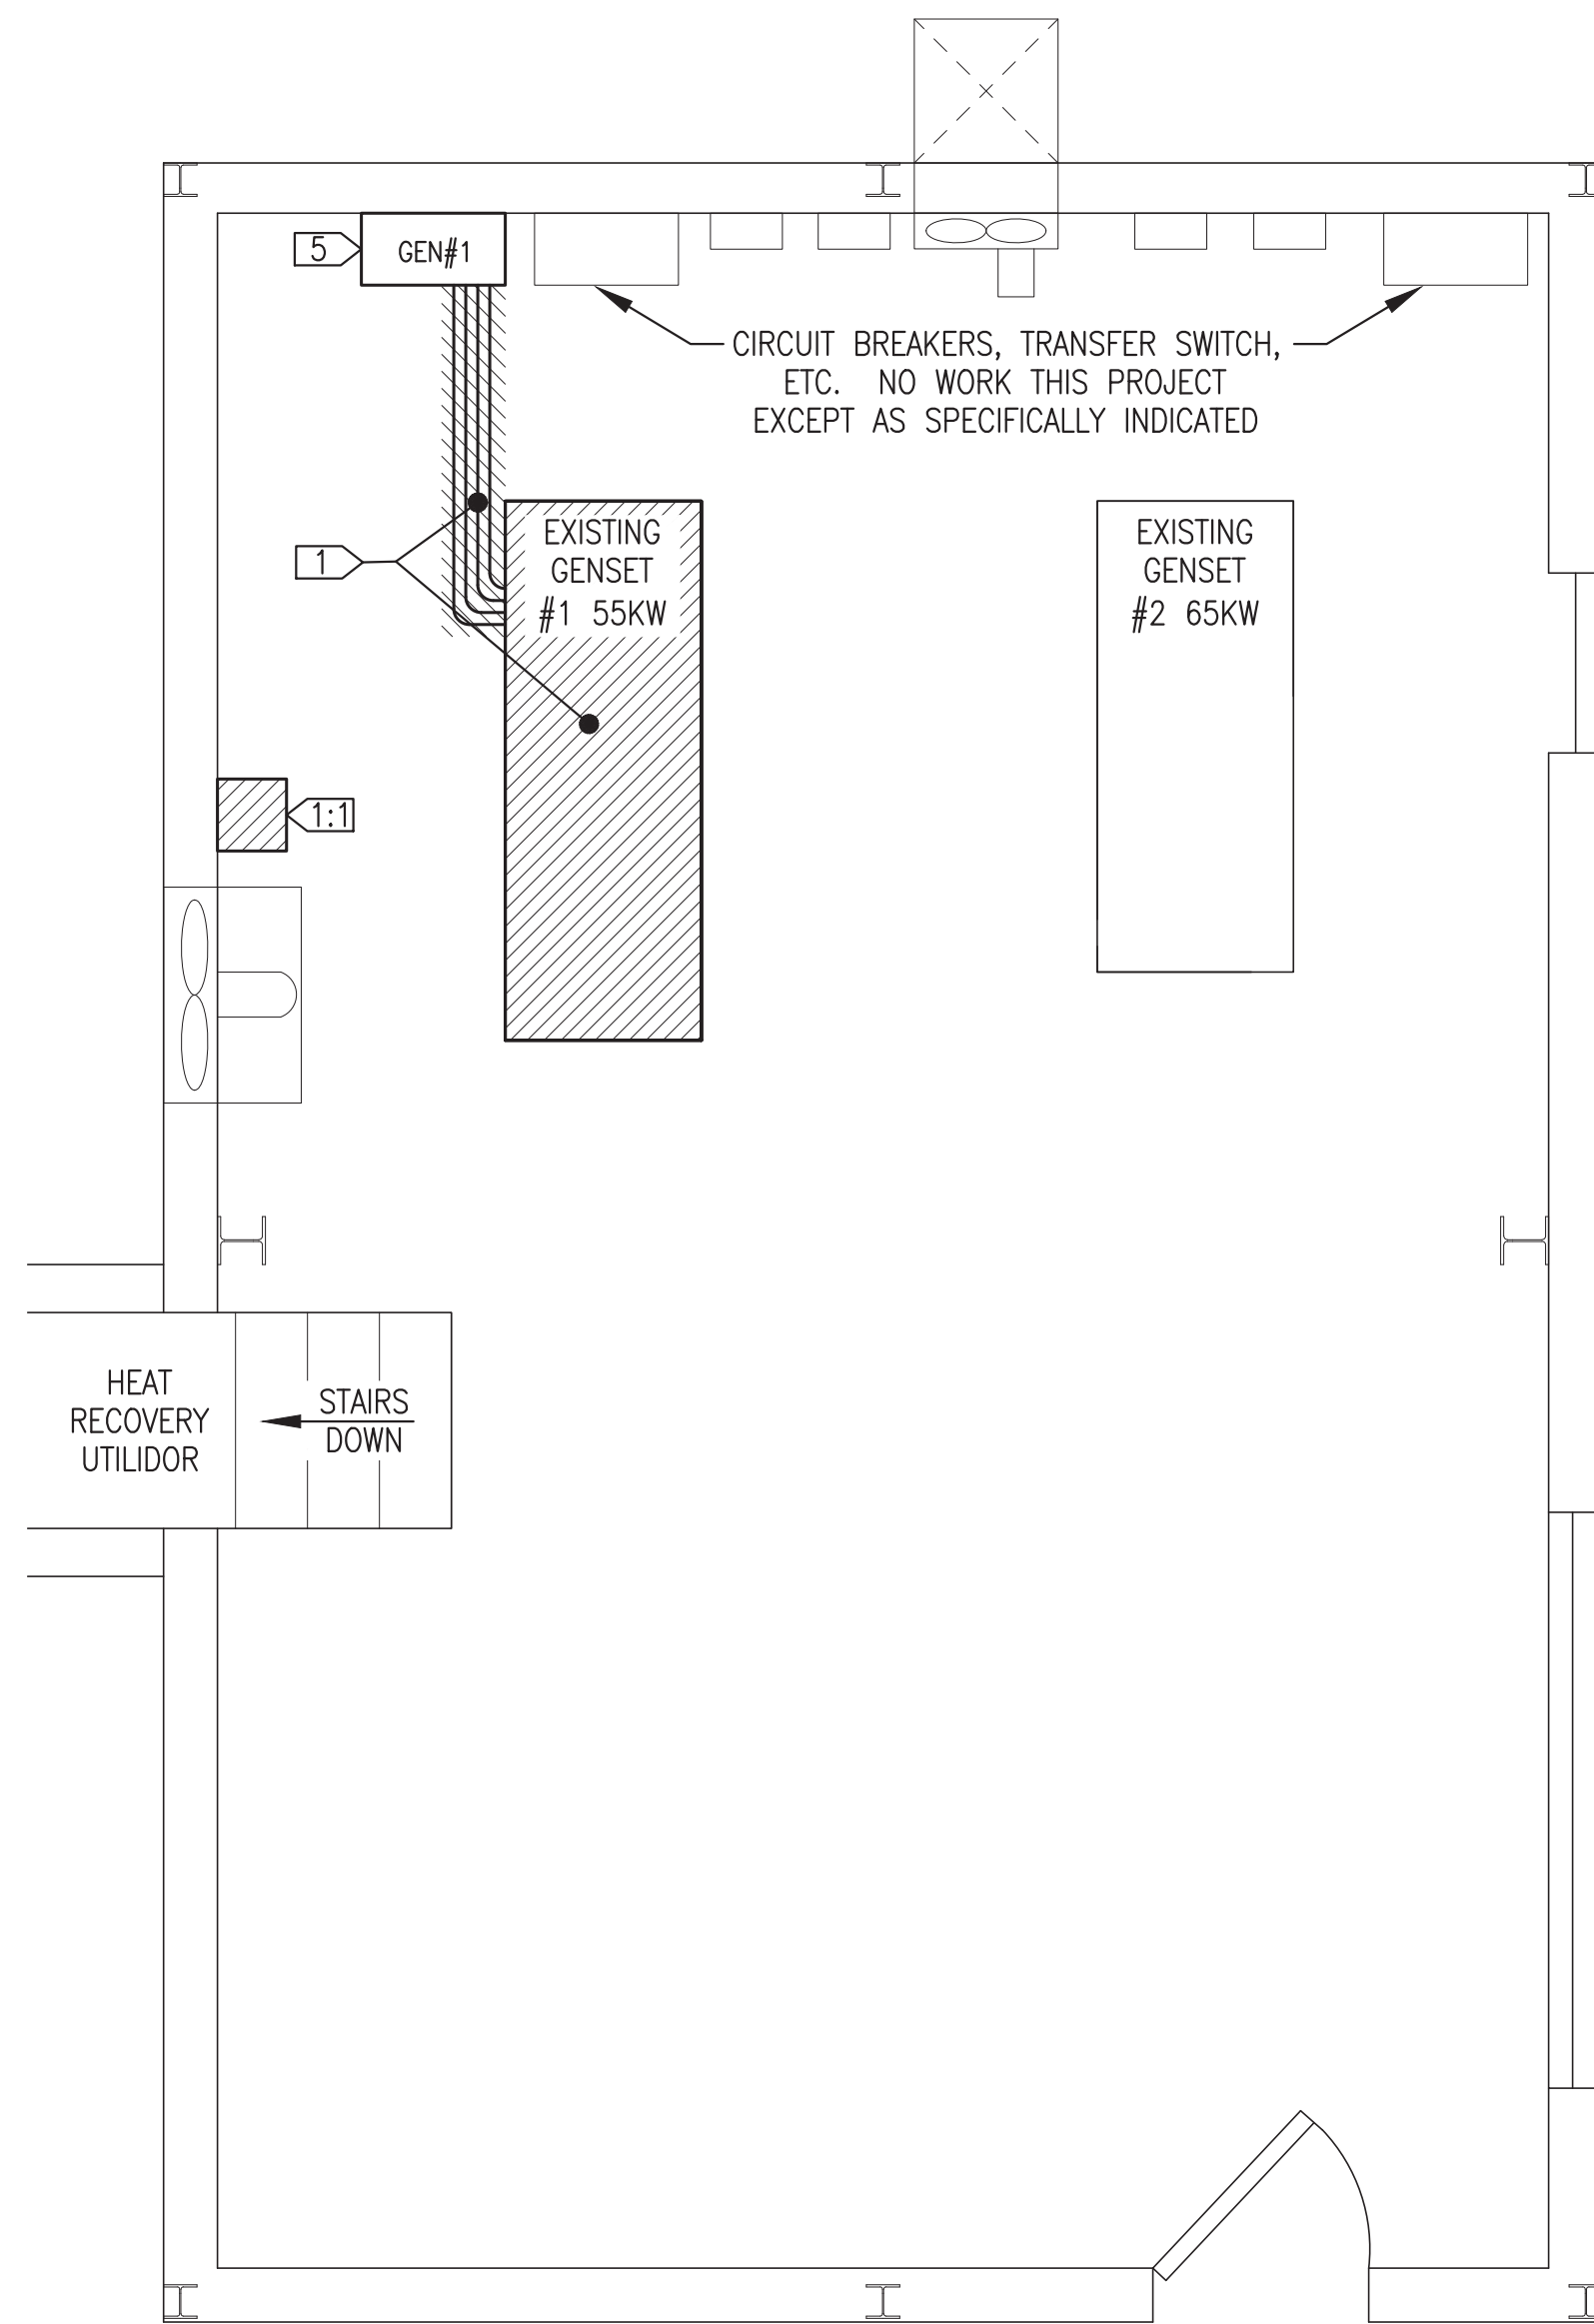 5
GEN#1
CIRCUIT BREAKERS, TRANSFER SWITCH,
ETC. NO WORK THIS PROJECT
EXCEPT AS SPECIFICALLY INDICATED
1
EXISTING
GENSET
#1 55KW
EXISTING
GENSET
#2 65KW
1:1
HEAT
RECOVERY
UTILIDOR
STAIRS
DOWN